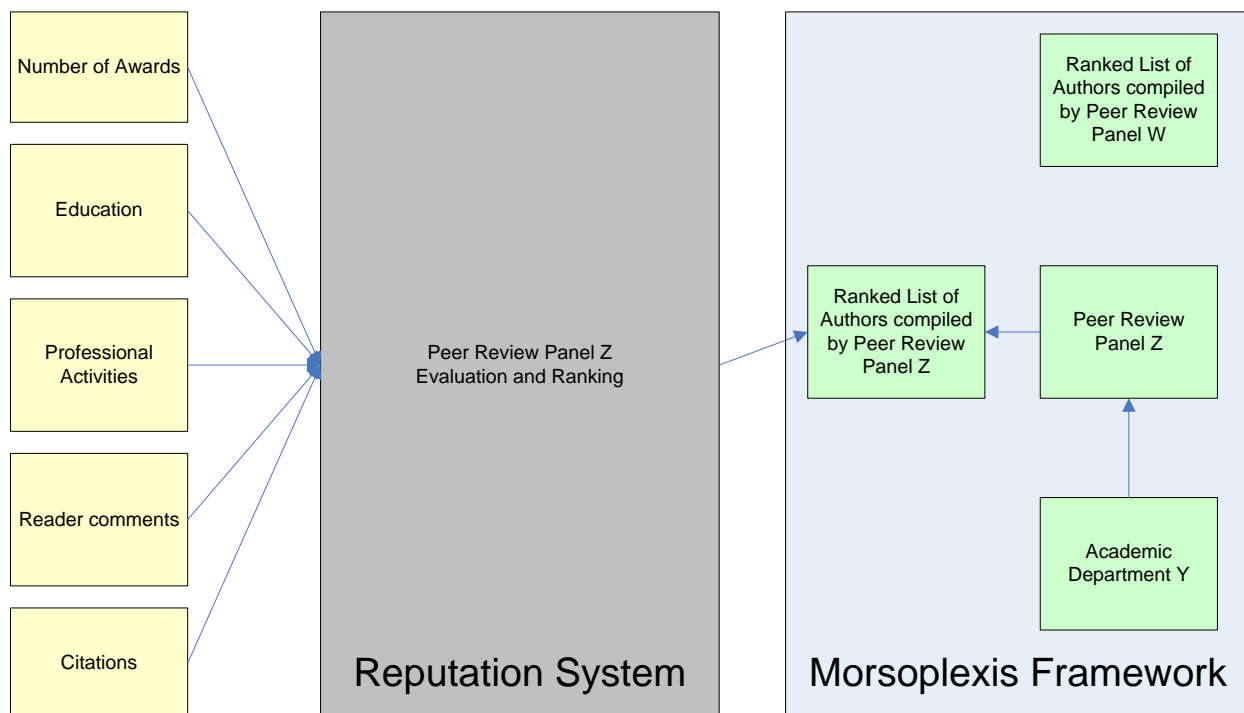 Number of Awards
Education
Professional
Activities
Reader comments
Citations
Peer Review Panel Z
Evaluation and Ranking
Reputation System
Ranked List of
Authors compiled
by Peer Review
Panel W
Ranked List of
Authors compiled
by Peer Review
Panel Z
Peer Review
Panel Z
Academic
Department Y
Morsoplexis Framework